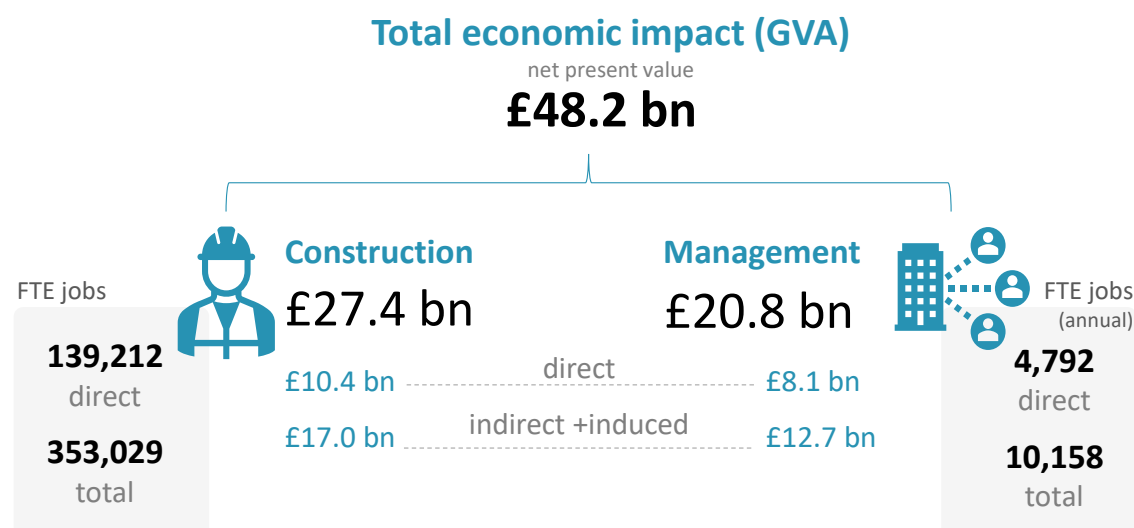 Total economic impact (GVA)
net present value
£48.2 bn
Construction
Management
£27.4 bn
£20.8 bn
FTE jobs
FTE jobs
(annual)
139,212
direct
353,029
total
£10.4 bn direct £8.1 bn
£17.0 bn indirect +induced £12.7 bn
4,792
direct
10,158
total